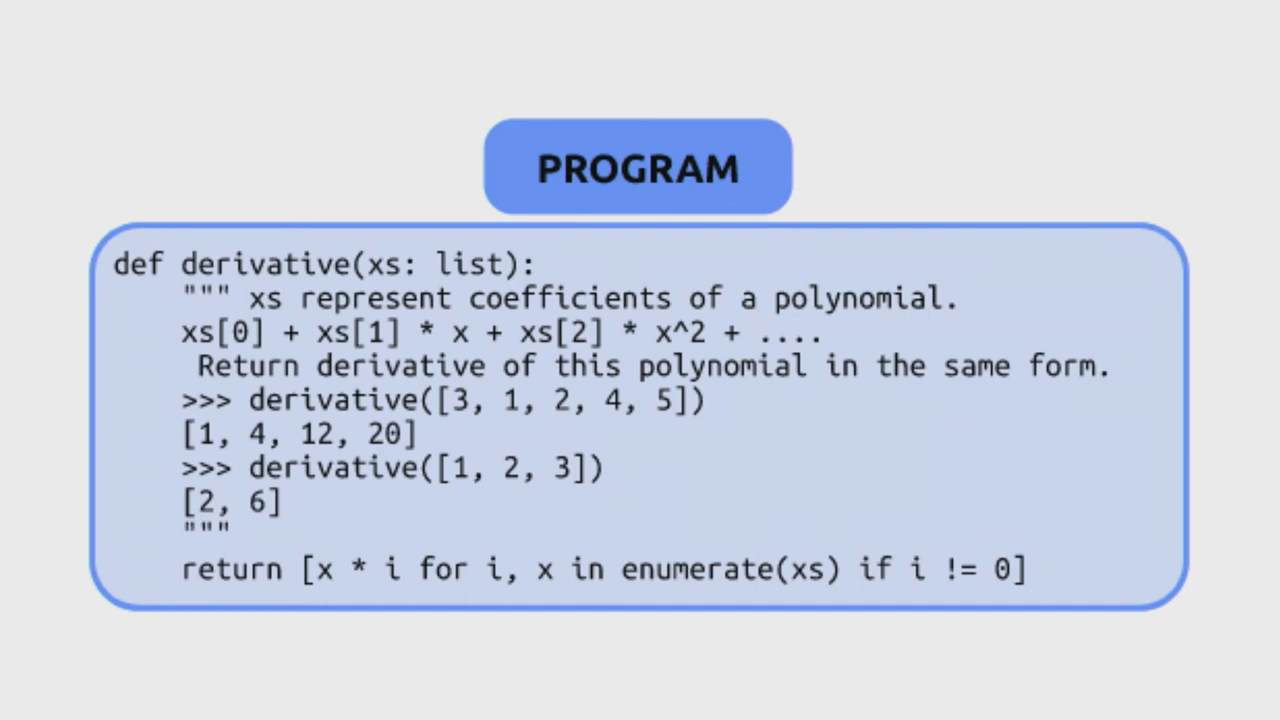 PROGRAM
def derivative(xs: list):
    """ xs represent coefficients of a polynomial.
    xs[0] + xs[1] * x + xs[2] * x^2 + ....
     Return derivative of this polynomial in the same form.
    >>> derivative([3, 1, 2, 4, 5])
    [1, 4, 12, 20]
    >>> derivative([1, 2, 3])
    [2, 6]
    """
    return [x * i for i, x in enumerate(xs) if i != 0]